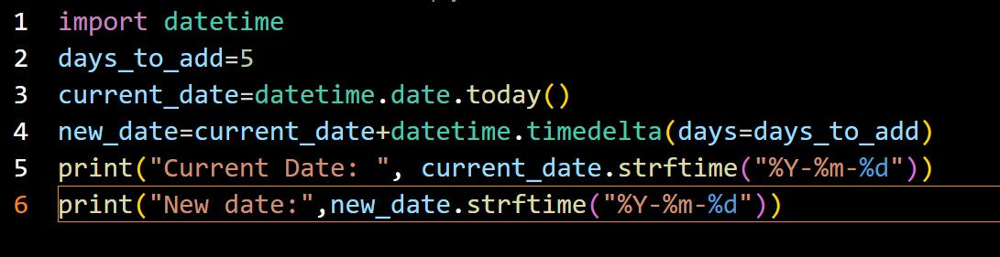 1 import datetime
2 days_to_add=5
3 current_date=datetime.date.today()
4 new_date=current_date+datetime.timedelta(days=days_to_add)
5 print("Current Date: ", current_date.strftime("%Y-%m-%d"))
6 print("New date:",new_date.strftime("%Y-%m-%d"))